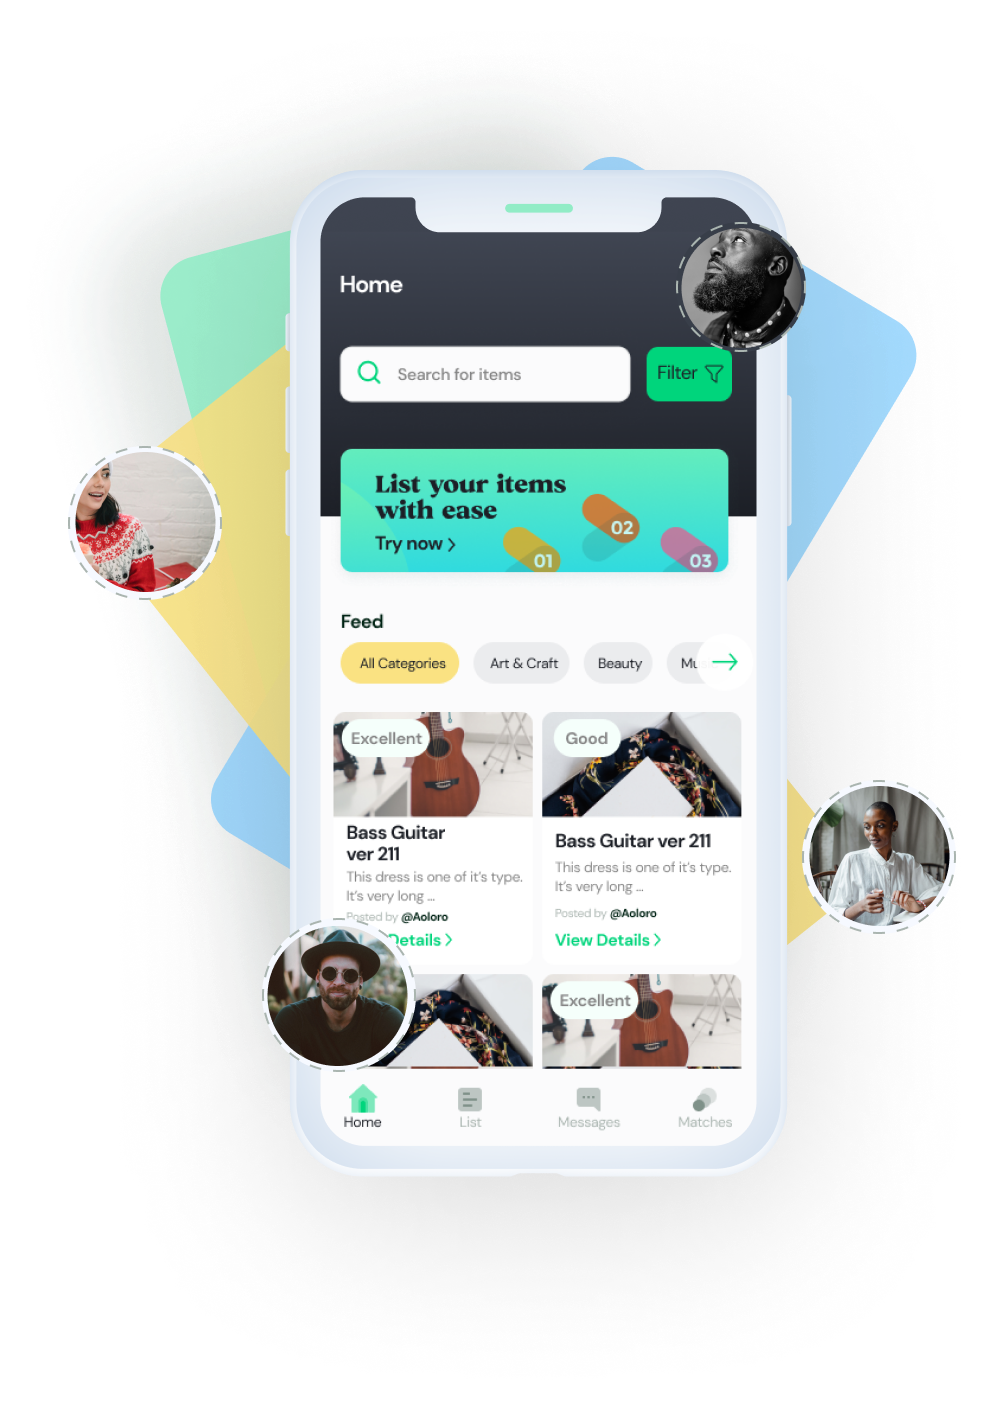 Home
Search for items
Filter
List your items
with ease
Try now
01
02
03
Feed
All Categories
Art & Craft
Beauty
Mu
Excellent
Good
Bass Guitar
ver 211
This dress is one of it's type.
It's very long ...
Posted by @Aoloro
Details
Bass Guitar ver 211
This dress is one of it's type.
It's very long ...
Posted by @Aoloro
View Details
Excellent
Home
List
Messages
Matches